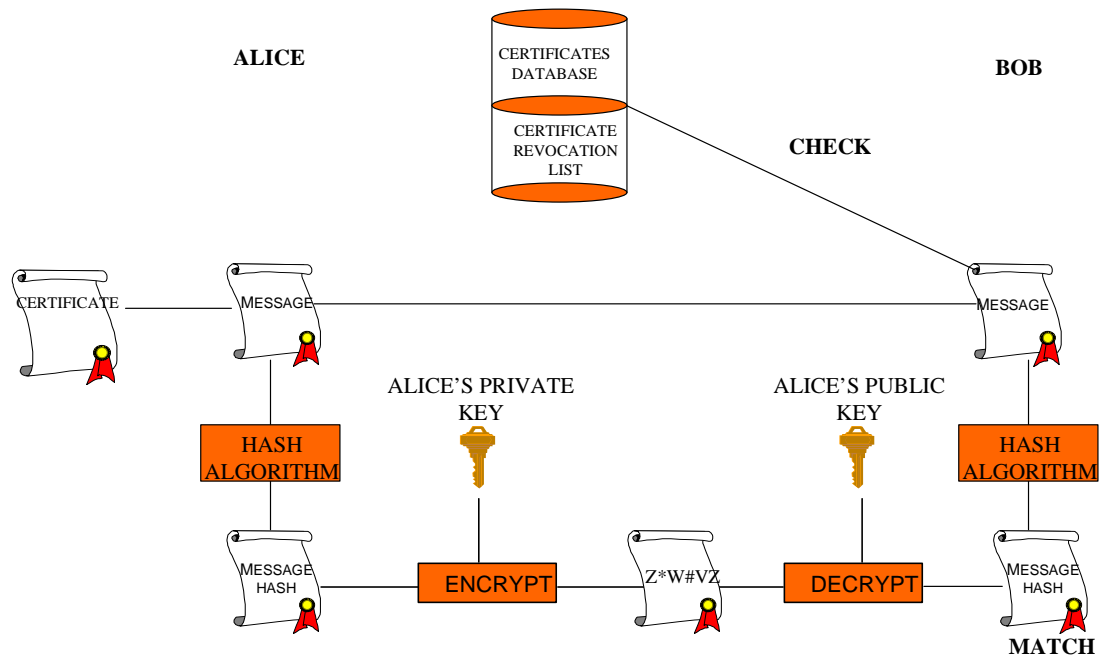 ALICE
CERTIFICATES
DATABASE
BOB
CERTIFICATE
REVOCATION
LIST
CHECK
CERTIFICATE
MESSAGE
MESSAGE
ALICE'S PRIVATE
KEY
ALICE'S PUBLIC
KEY
HASH
ALGORITHM
HASH
ALGORITHM
MESSAGE
HASH
ENCRYPT
Z*W#VZ
DECRYPT
MESSAGE
HASH
MATCH